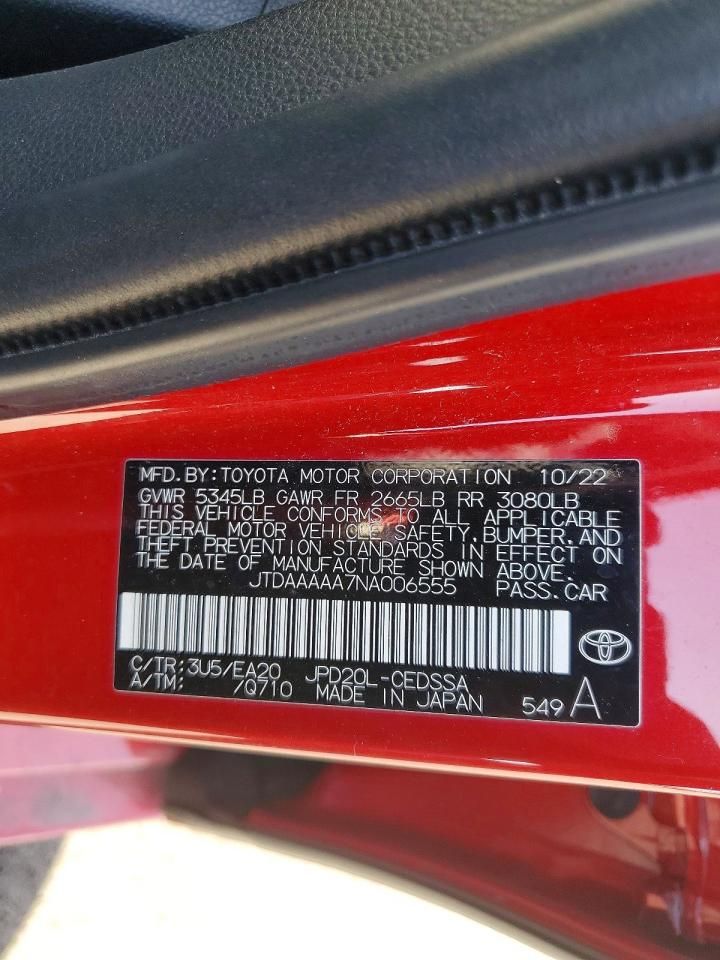 MFD.BY:TOYOTA MOTOR CORPORATION 10/22
GVWR 5345LB GAWR FR 2665LB RR 3080LB
THIS VEHICLE CONFORMS TO ALL APPLICABLE
FEDERAL MOTOR VEHICLE SAFETY,BUMPER,AND
THEFT PREVENTION STANDARDS IN EFFECT ON
THE DATE OF MANUFACTURE SHOWN ABOVE.
JTDAAAAA7NA006555 PASS.CAR
C/TR:3U5/EA20 JPD20L-CEDSSA
A/TM: /Q710 MADE IN JAPAN 549 A